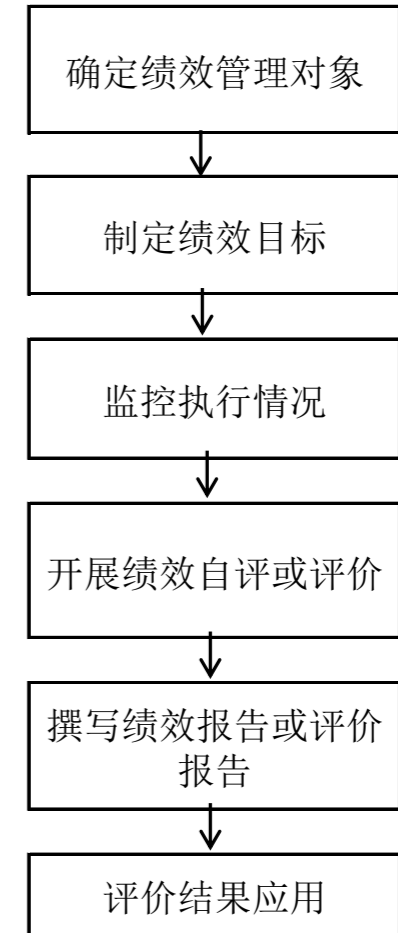 确定绩效管理对象
制定绩效目标
监控执行情况
开展绩效自评或评价
撰写绩效报告或评价
报告
评价结果应用